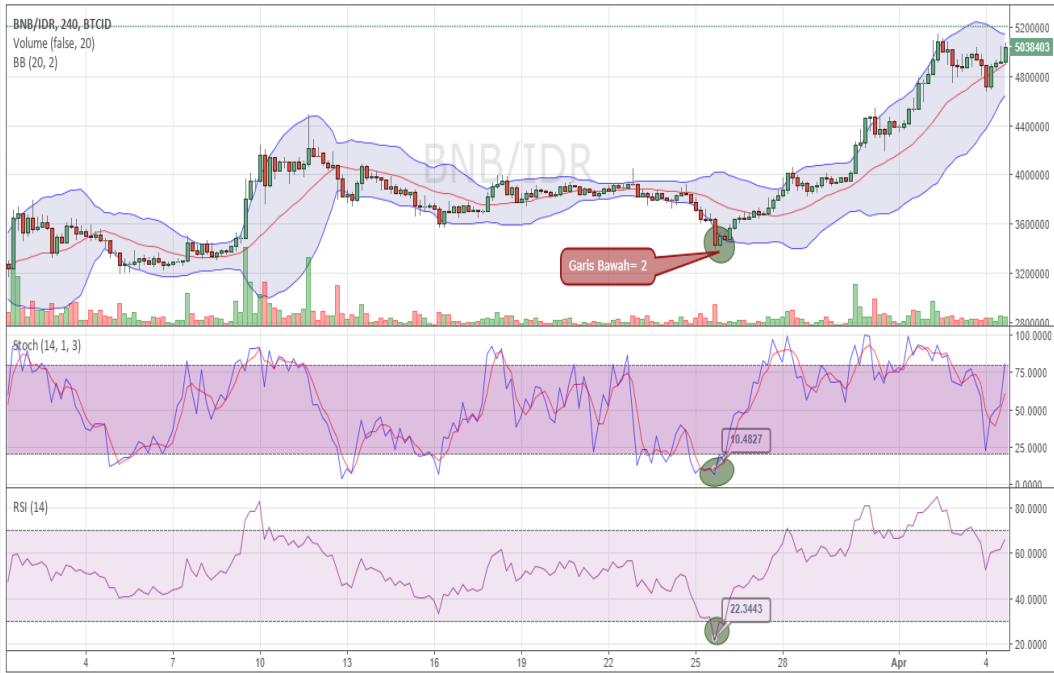 BNB/IDR, 240, BTCID
Volume (false, 20)
BB (20, 2)
BNB/IDR
5200000
5038403
4800000
4400000
4000000
3600000
3200000
2800000
Garis Bawah= 2
Stoch (14, 1, 3)
100.0000
75.0000
50.0000
25.0000
0.0000
10.4827
RSI (14)
80.0000
60.0000
40.0000
20.0000
22.3443
4 7 10 13 16 19 22 25 28 Apr 4